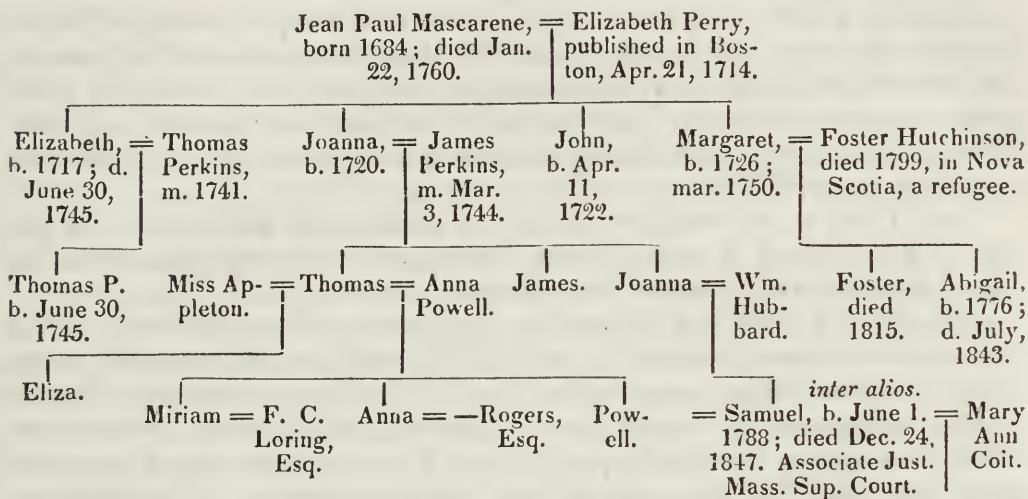 Jean Paul Mascarene, = Elizabeth Perry,
born 1684; died Jan. published in Bos-
22, 1760. ton, Apr. 21, 1714.
Elizabeth, = Thomas Joanna, = James John, Margaret, = Foster Hutchinson,
b. 1717; d. Perkins, b. 1720. Perkins, b. Apr. b. 1726; died 1799, in Nova
June 30, m. 1741. m. Mar. 11, mar. 1750. Scotia, a refugee.
1745. 3, 1744. 1722.
Thomas P. Miss Ap- = Thomas = Anna James. Joanna = Wm. Foster, Abigail,
b. June 30, pleton. Powell. Hub- died b. 1776;
1745. bard. 1815. d. July,
1843.
Eliza.
inter alios.
Miriam = F. C. Anna = —Rogers, Pow- = Samuel, b. June 1. = Mary
Loring, Esq. ell. 1788; died Dec. 24, Ann
Esq. 1847. Associate Just. Coit.
Mass. Sup. Court.